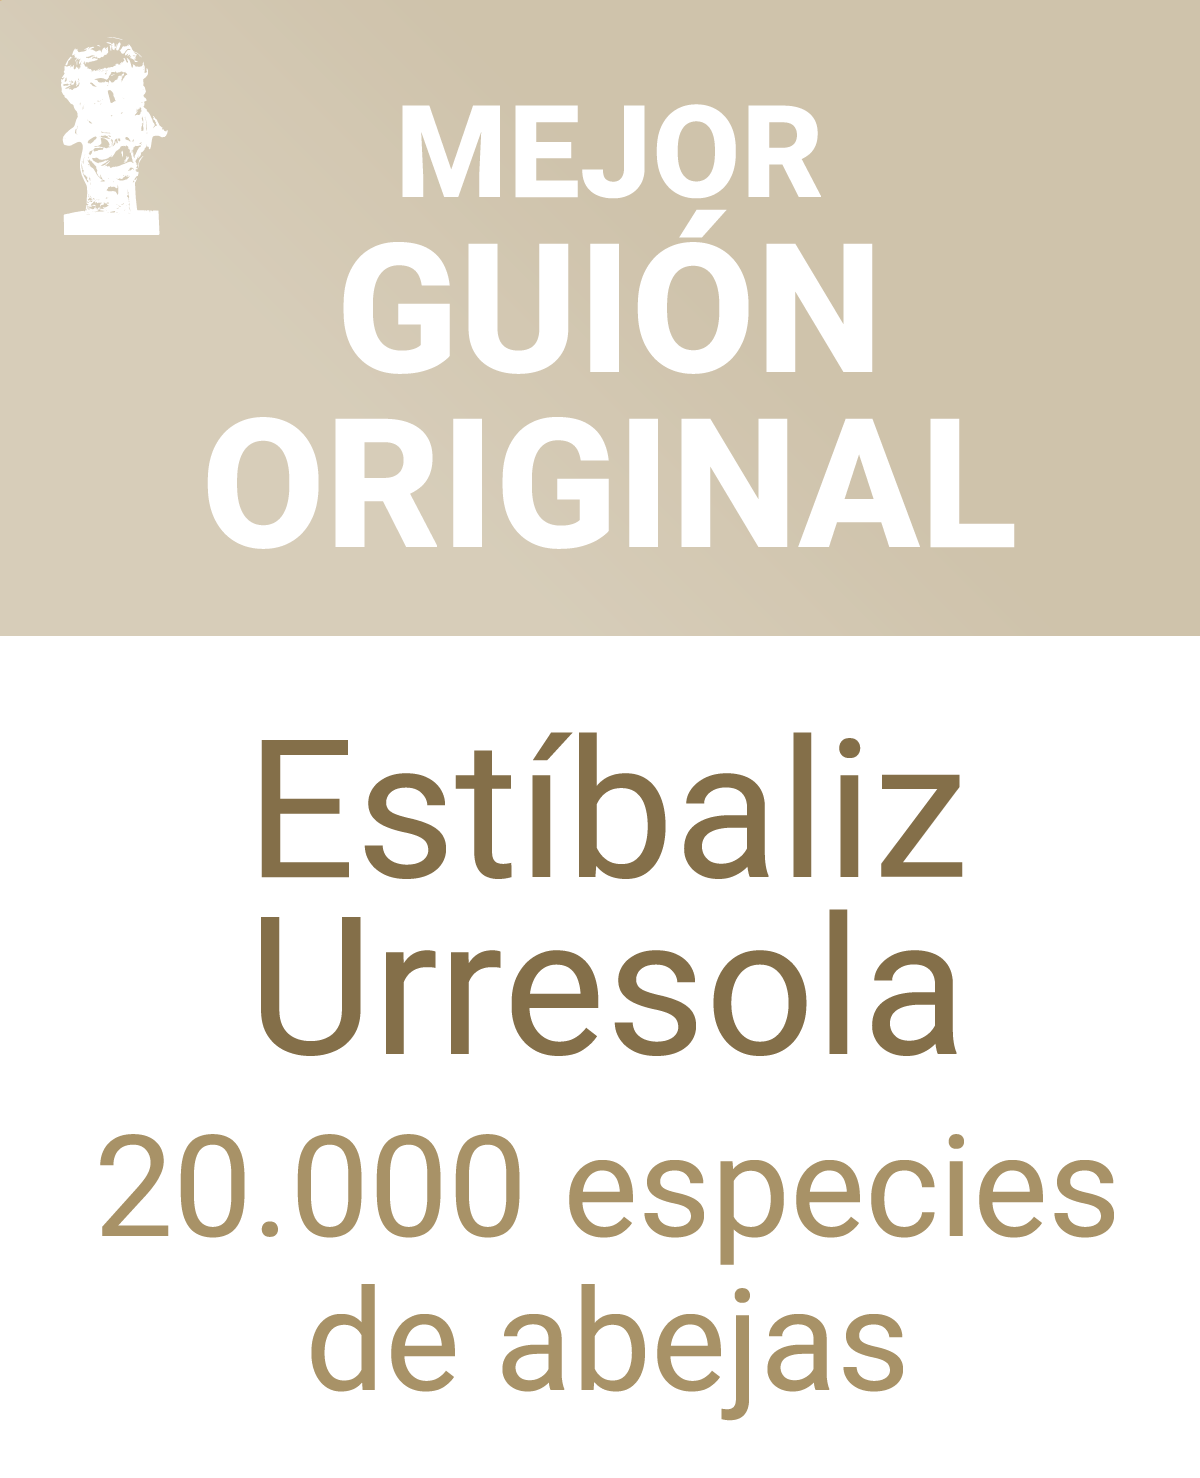 MEJOR
GUIÓN
ORIGINAL
Estíbaliz
Urresola
20.000 especies
de abejas